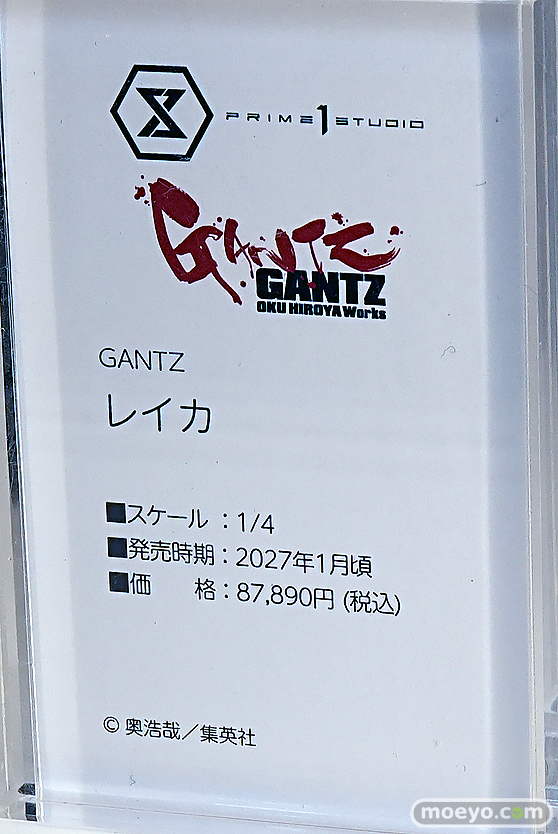 PRIME 1 STUDIO
GANTZ
GANTZ
OKU HIROYA Works
GANTZ
レイカ
■スケール：1/4
■発売時期：2027年1月頃
■価　　格：87,890円 (税込)
© 奥浩哉／集英社
moeyo.com